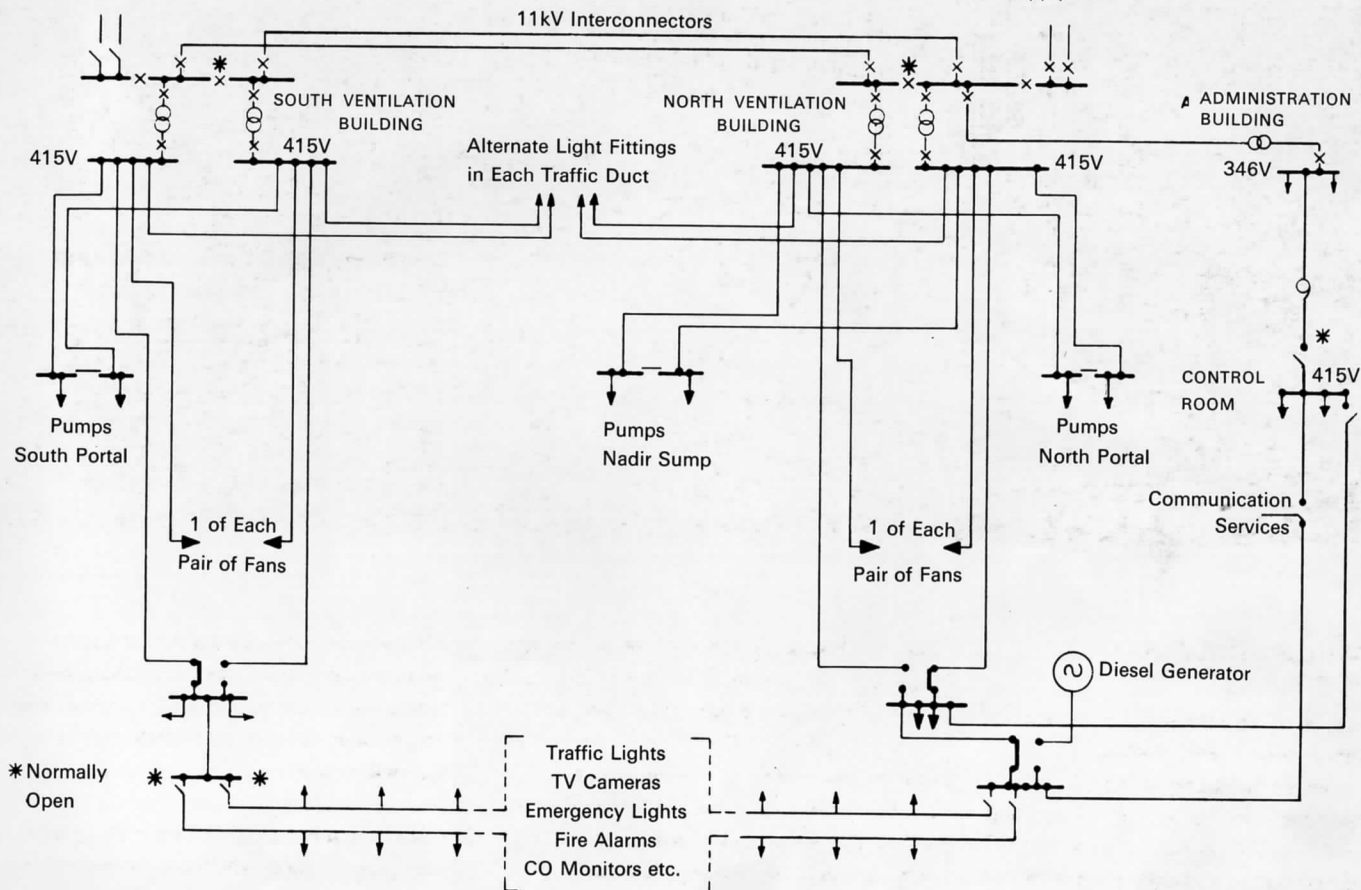 11kV Interconnectors
*
*
SOUTH VENTILATION
BUILDING
NORTH VENTILATION
BUILDING
ADMINISTRATION
BUILDING
415V
415V
Alternate Light Fittings
in Each Traffic Duct
415V
415V
346V
*
415V
CONTROL
ROOM
Pumps
South Portal
Pumps
Nadir Sump
Pumps
North Portal
Communication
Services
1 of Each
Pair of Fans
1 of Each
Pair of Fans
Diesel Generator
* Normally
Open
*
*
Traffic Lights
TV Cameras
Emergency Lights
Fire Alarms
CO Monitors etc.